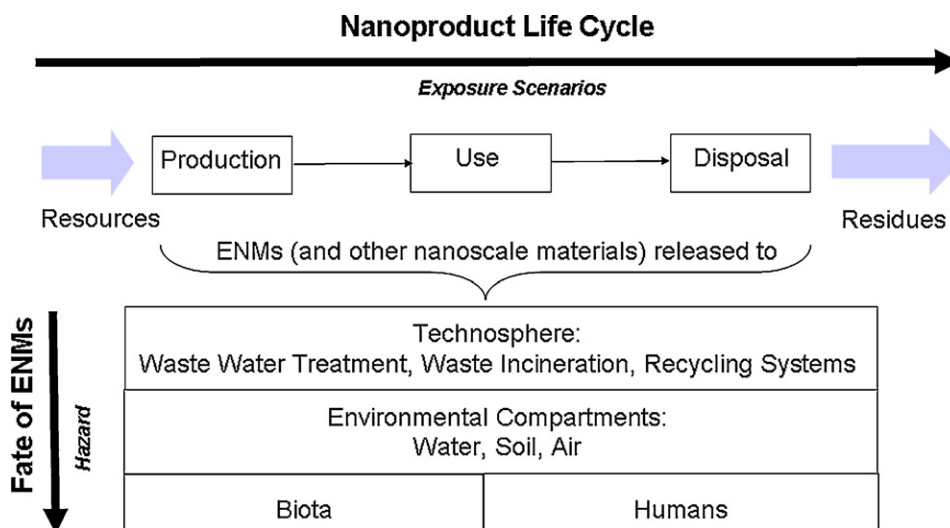 Nanoproduct Life Cycle
Exposure Scenarios
Production
Use
Disposal
Resources
Residues
ENMs (and other nanoscale materials) released to
Fate of ENMs
Hazard
Technosphere:
Waste Water Treatment, Waste Incineration, Recycling Systems
Environmental Compartments:
Water, Soil, Air
Biota
Humans